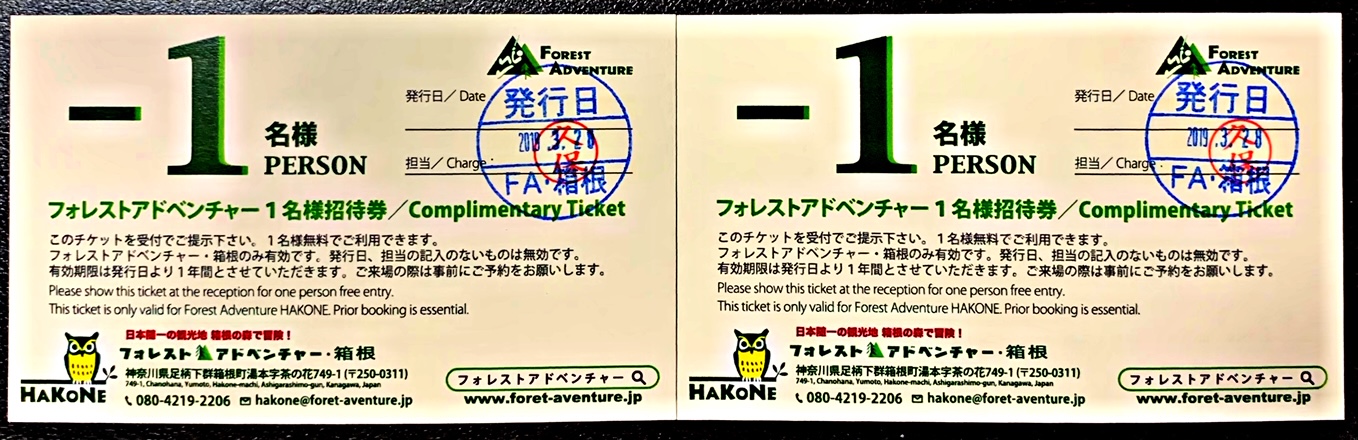 -1
名様
PERSON
FOREST
ADVENTURE
発行日／Date
担当／Charge：
発行日
2019.3.28
久保
FA・箱根
フォレストアドベンチャー１名様招待券／Complimentary Ticket
このチケットを受付でご提示下さい。１名様無料でご利用できます。
フォレストアドベンチャー・箱根のみ有効です。発行日、担当の記入のないものは無効です。
有効期限は発行日より１年間とさせていただきます。ご来場の際は事前にご予約をお願いします。
Please show this ticket at the reception for one person free entry.
This ticket is only valid for Forest Adventure HAKONE. Prior booking is essential.
日本随一の観光地 箱根の森で冒険！
フォレストアドベンチャー・箱根
神奈川県足柄下郡箱根町湯本字茶の花749-1 (〒250-0311)
749-1, Chanohana, Yumoto, Hakone-machi, Ashigarashimo-gun, Kanagawa, Japan
HAKONE
080-4219-2206 hakone@foret-aventure.jp
フォレストアドベンチャー
www.foret-aventure.jp
-1
名様
PERSON
FOREST
ADVENTURE
発行日／Date
担当／Charge：
発行日
2019.3.28
久保
FA・箱根
フォレストアドベンチャー１名様招待券／Complimentary Ticket
このチケットを受付でご提示下さい。１名様無料でご利用できます。
フォレストアドベンチャー・箱根のみ有効です。発行日、担当の記入のないものは無効です。
有効期限は発行日より１年間とさせていただきます。ご来場の際は事前にご予約をお願いします。
Please show this ticket at the reception for one person free entry.
This ticket is only valid for Forest Adventure HAKONE. Prior booking is essential.
日本随一の観光地 箱根の森で冒険！
フォレストアドベンチャー・箱根
神奈川県足柄下郡箱根町湯本字茶の花749-1 (〒250-0311)
749-1, Chanohana, Yumoto, Hakone-machi, Ashigarashimo-gun, Kanagawa, Japan
HAKONE
080-4219-2206 hakone@foret-aventure.jp
フォレストアドベンチャー
www.foret-aventure.jp